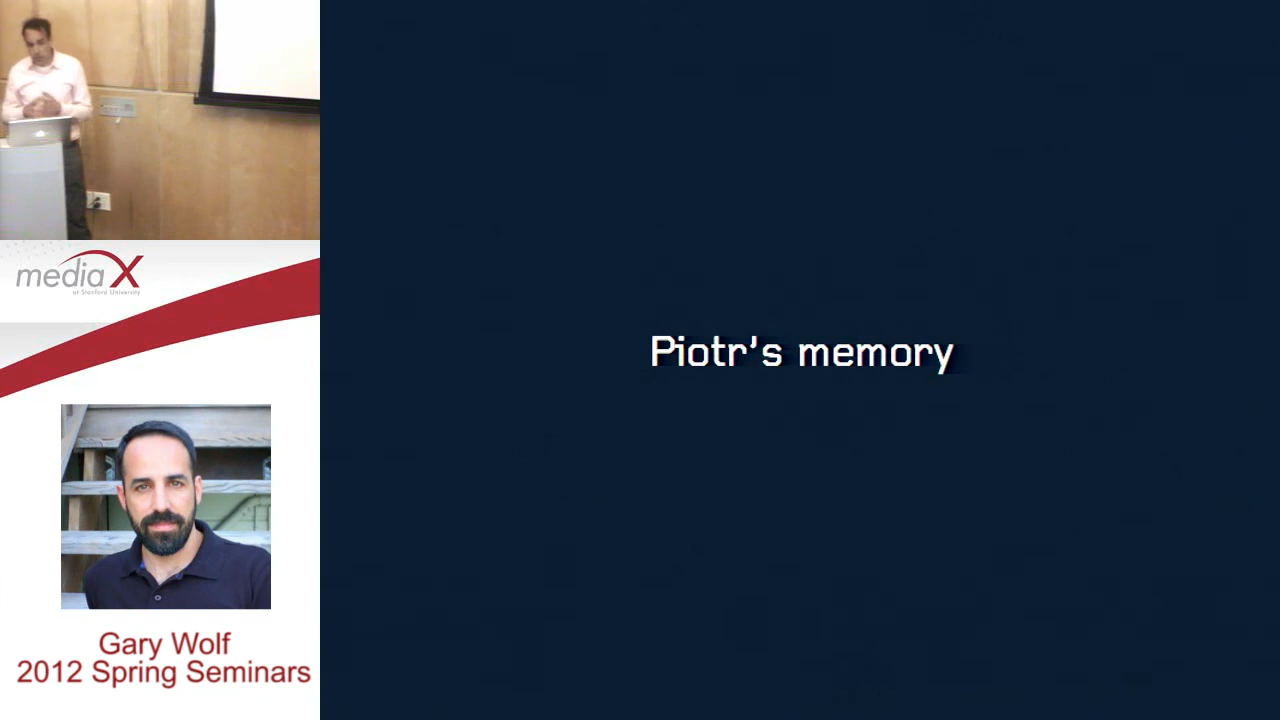 media X
at Stanford University
Piotr's memory
Gary Wolf
2012 Spring Seminars